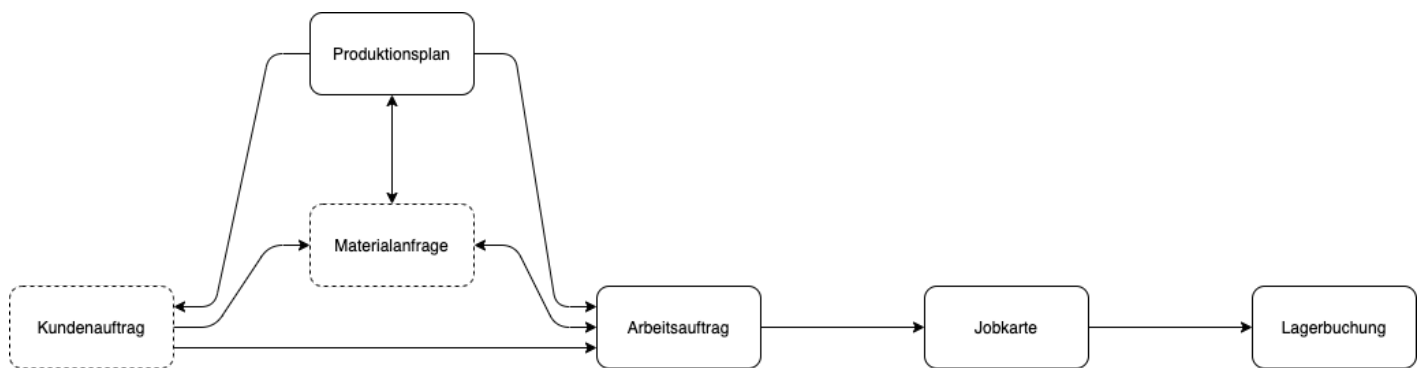 Produktionsplan
Materialanfrage
Kundenauftrag
Arbeitsauftrag
Jobkarte
Lagerbuchung